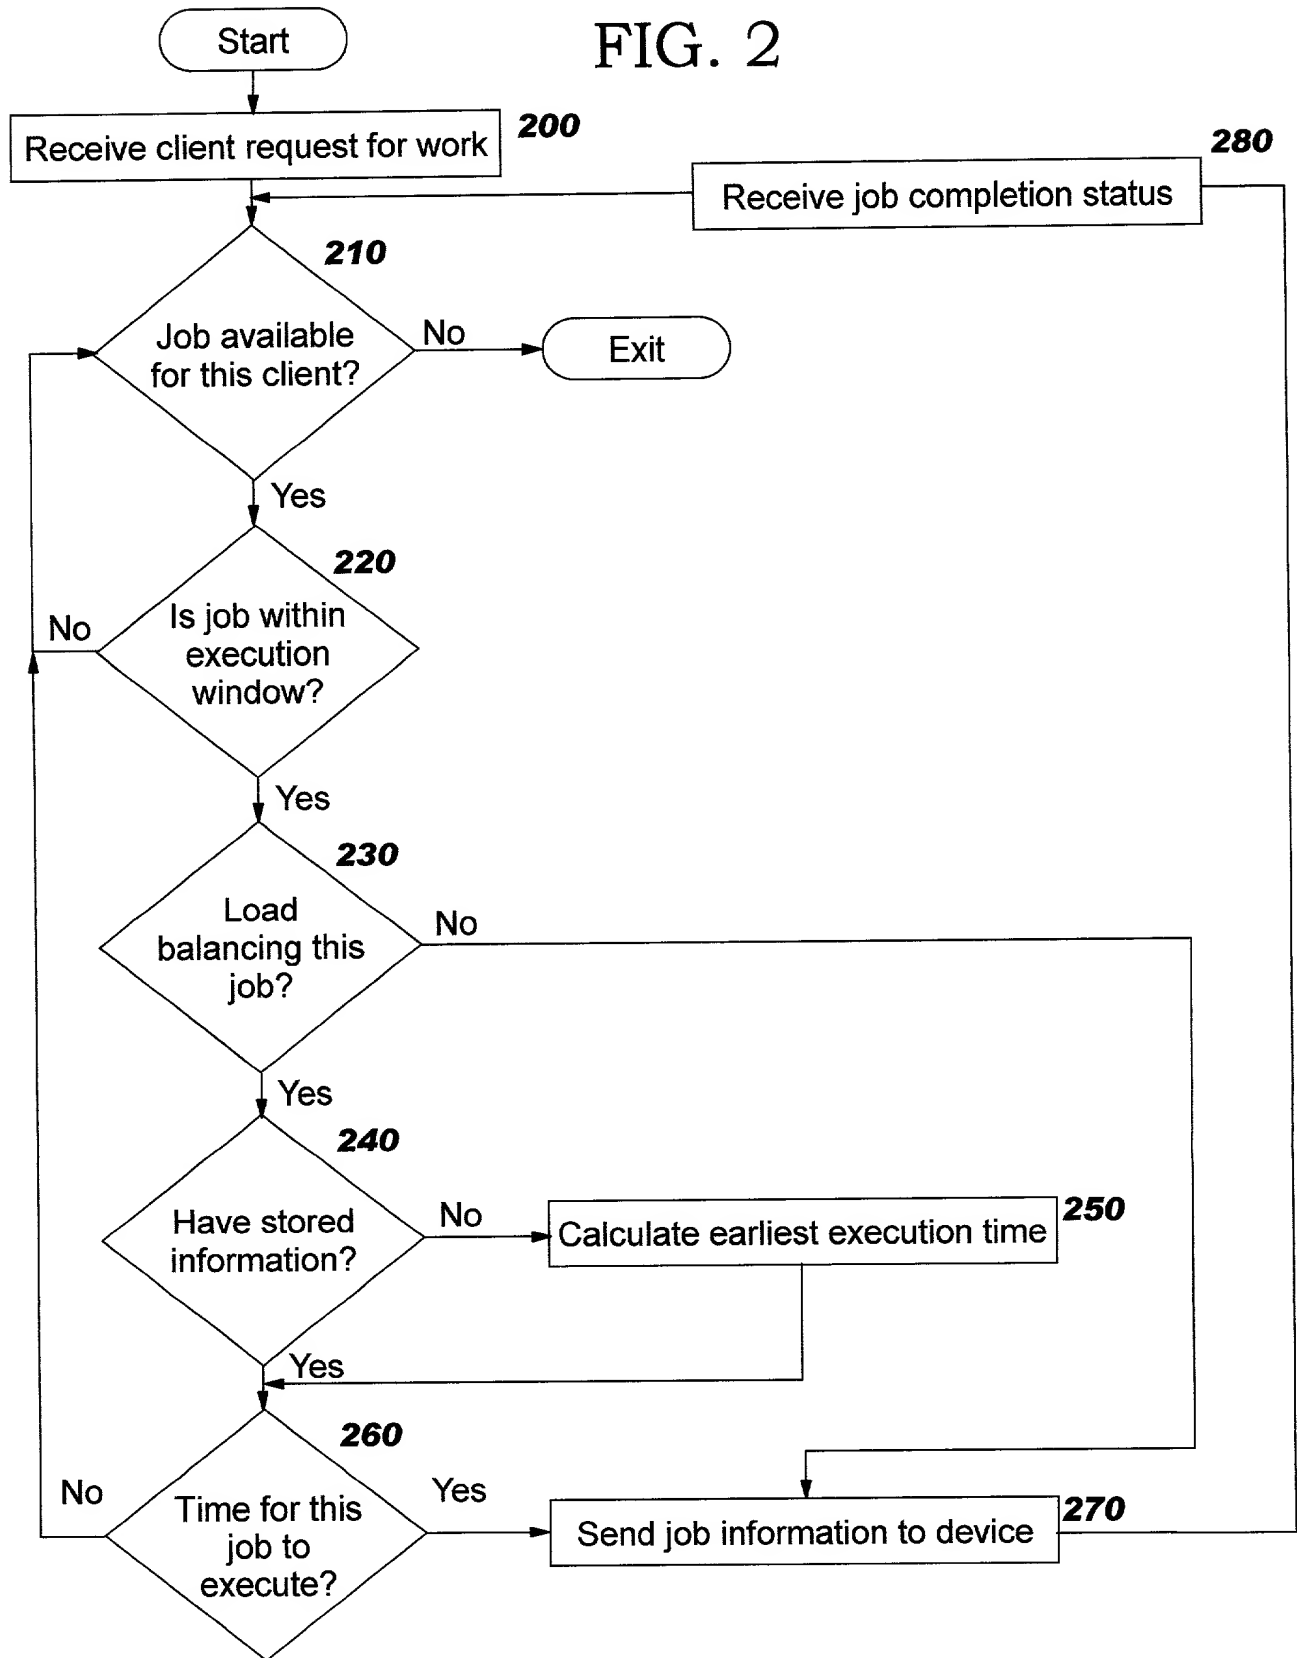 Start
FIG. 2
Receive client request for work
200
280
Receive job completion status
210
Job available
for this client?
No
Exit
Yes
220
Is job within
execution
window?
No
Yes
230
Load
balancing this
job?
No
Yes
240
Have stored
information?
No
250
Calculate earliest execution time
Yes
260
No
Time for this
job to
execute?
Yes
270
Send job information to device